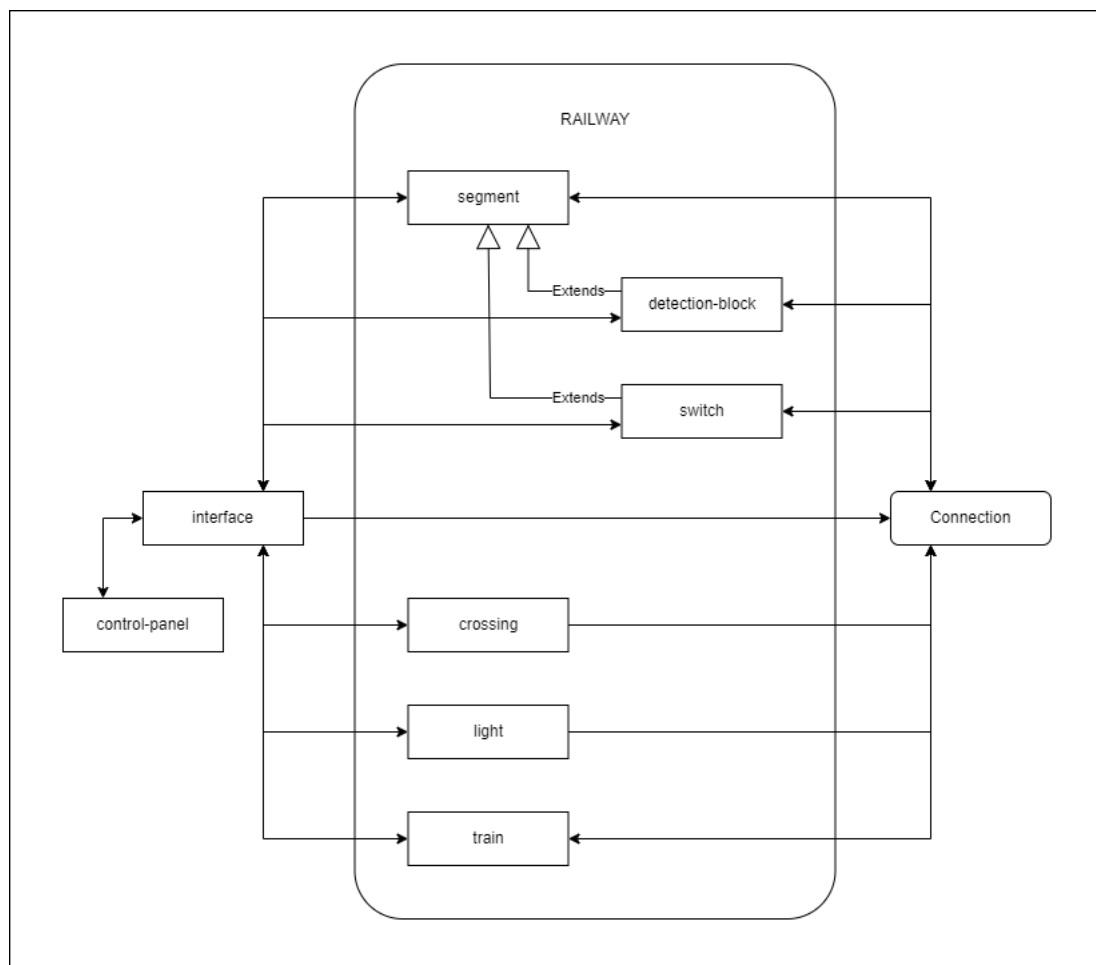 RAILWAY
segment
Extends
detection-block
Extends
switch
interface
Connection
control-panel
crossing
light
train